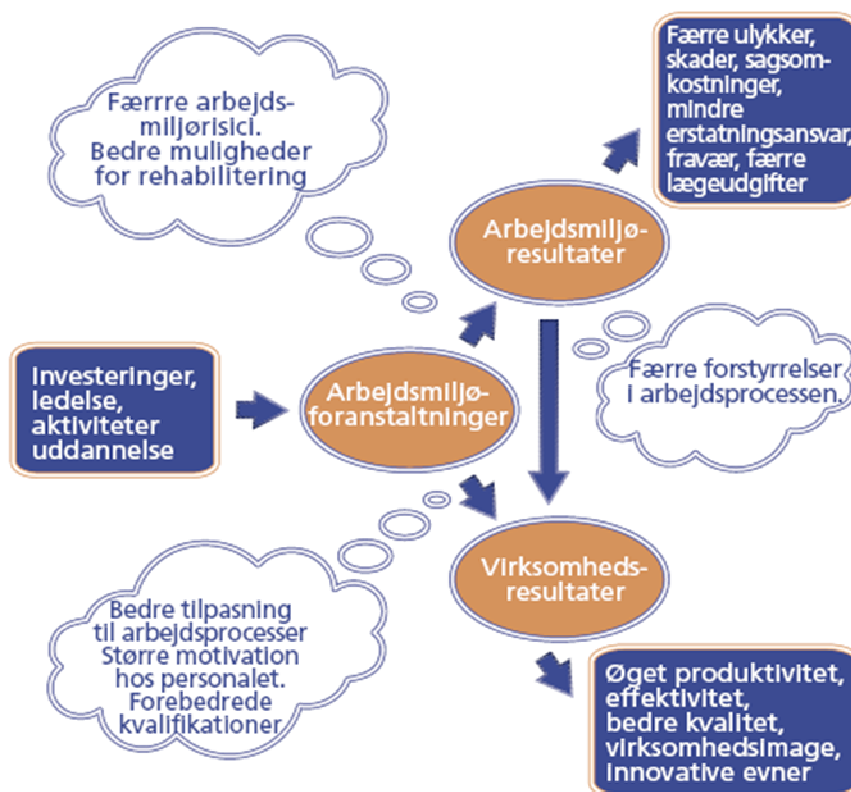 Færrre arbejds-
miljørisici.
Bedre muligheder
for rehabilitering
Færre ulykker,
skader, sagsom-
kostninger,
mindre
erstatningsansvar,
fravær, færre
lægeudgifter
Arbejdsmiljø-
resultater
Investeringer,
ledelse,
aktiviteter
uddannelse
Arbejdsmiljø-
foranstaltninger
Færre forstyrrelser
i arbejdsprocessen.
Bedre tilpasning
til arbejdsprocesser
Større motivation
hos personalet.
Forebedrede
kvalifikationer
Virksomheds-
resultater
Øget produktivitet,
effektivitet,
bedre kvalitet,
virksomhedsimage,
innovative evner